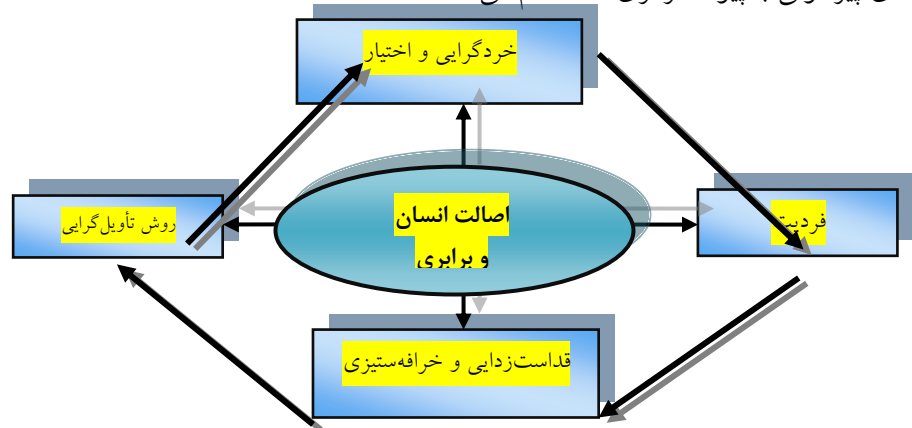 خردگرایی و اختیار
روش تأویل‌گرایی
اصالت انسان
و برابری
فردیت
قداست‌زدایی و خرافه‌ستیزی